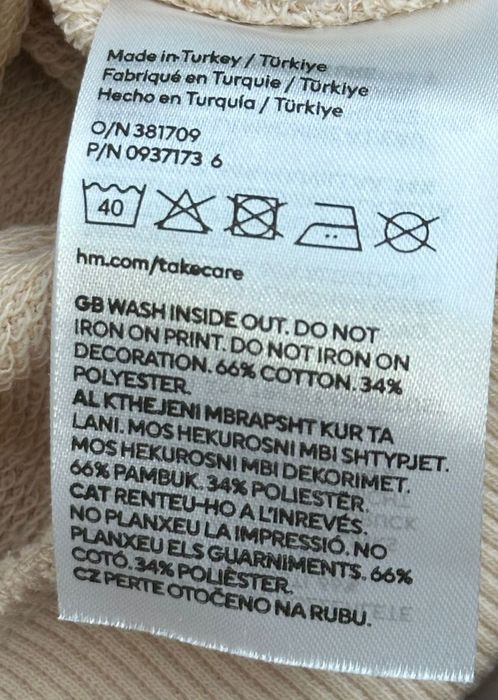 Made in Turkey / Türkiye
Fabriqué en Turquie / Türkiye
Hecho en Turquía / Türkiye
O/N 381709
P/N 0937173 6
40
hm.com/takecare
GB WASH INSIDE OUT. DO NOT
IRON ON PRINT. DO NOT IRON ON
DECORATION. 66% COTTON. 34%
POLYESTER.
AL KTHEJENI MBRAPSHT KUR TA
LANI. MOS HEKUROSNI MBI SHTYPJET.
MOS HEKUROSNI MBI DEKORIMET.
66% PAMBUK. 34% POLIESTËR.
CAT RENTEU-HO A L'INREVÉS.
NO PLANXEU LA IMPRESSIÓ. NO
PLANXEU ELS GUARNIMENTS. 66%
COTÓ. 34% POLIÈSTER.
CZ PERTE OTOČENO NA RUBU.